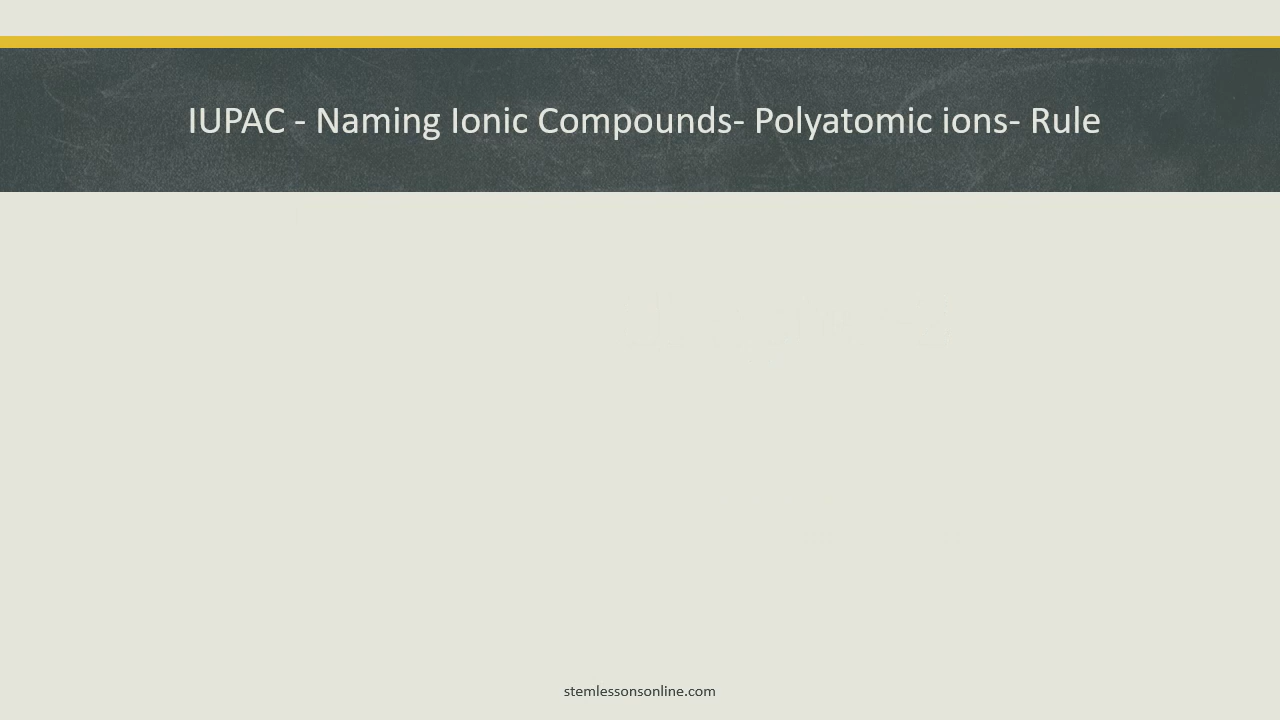 IUPAC - Naming Ionic Compounds- Polyatomic ions- Rule
stemlessonsonline.com